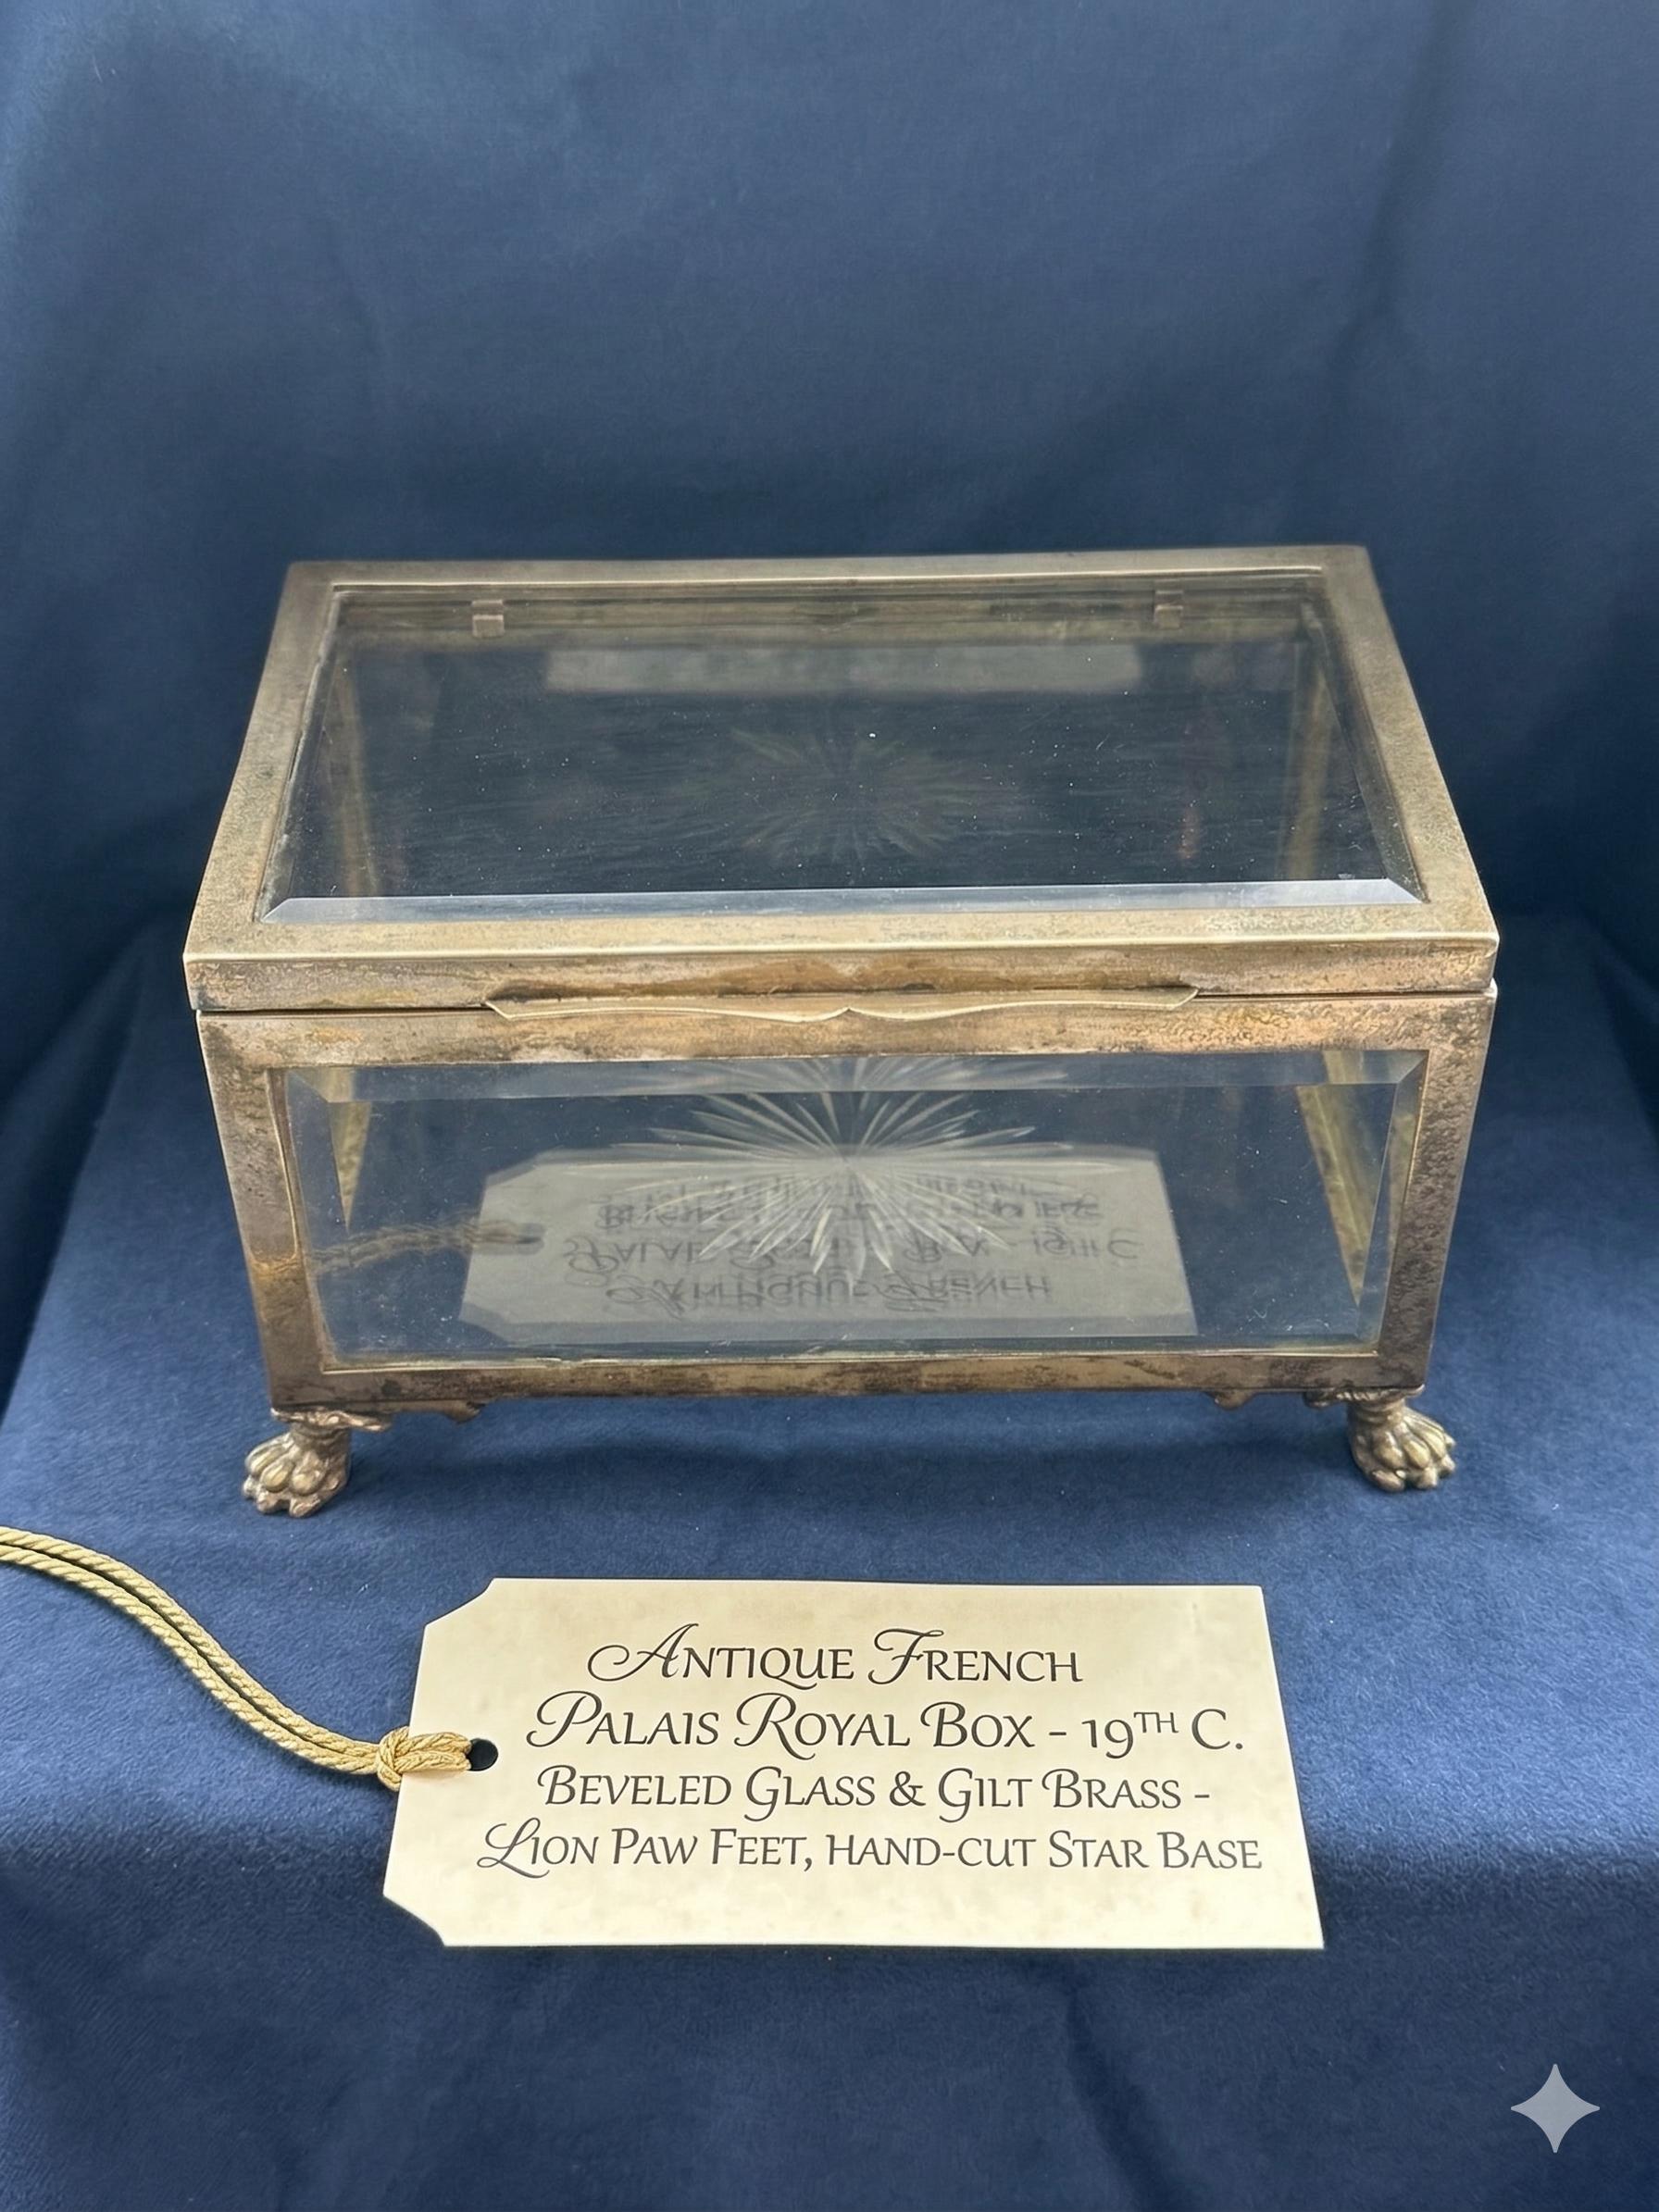 Antique French
Palais Royal Box - 19th C.
Beveled Glass & Gilt Brass -
Lion Paw Feet, hand-cut Star Base